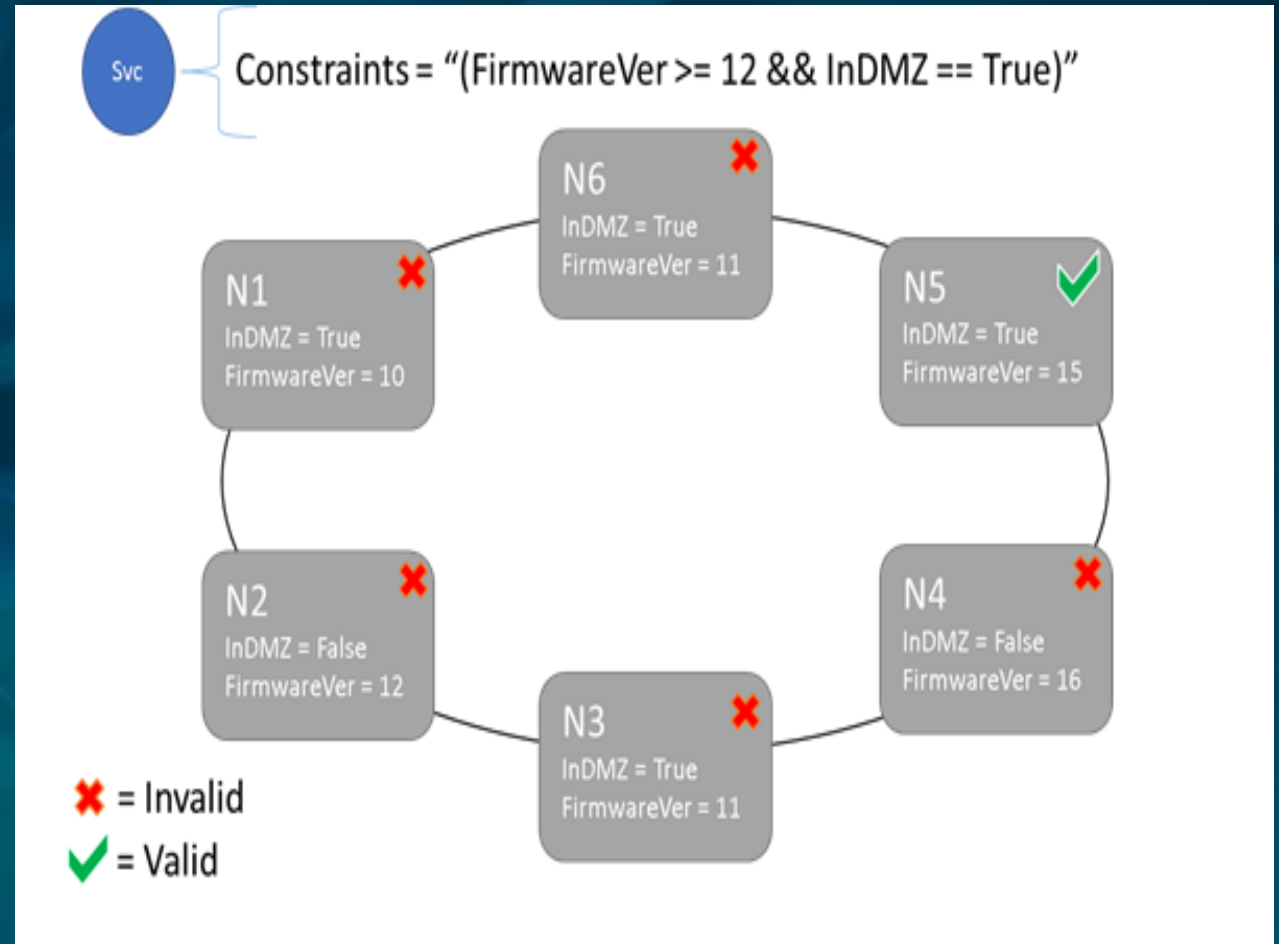 Svc
Constraints = “(FirmwareVer >= 12 && InDMZ == True)”
N6
InDMZ = True
FirmwareVer = 11
N1
InDMZ = True
FirmwareVer = 10
N5
InDMZ = True
FirmwareVer = 15
N2
InDMZ = False
FirmwareVer = 12
N4
InDMZ = False
FirmwareVer = 16
N3
InDMZ = True
FirmwareVer = 11
= Invalid
= Valid